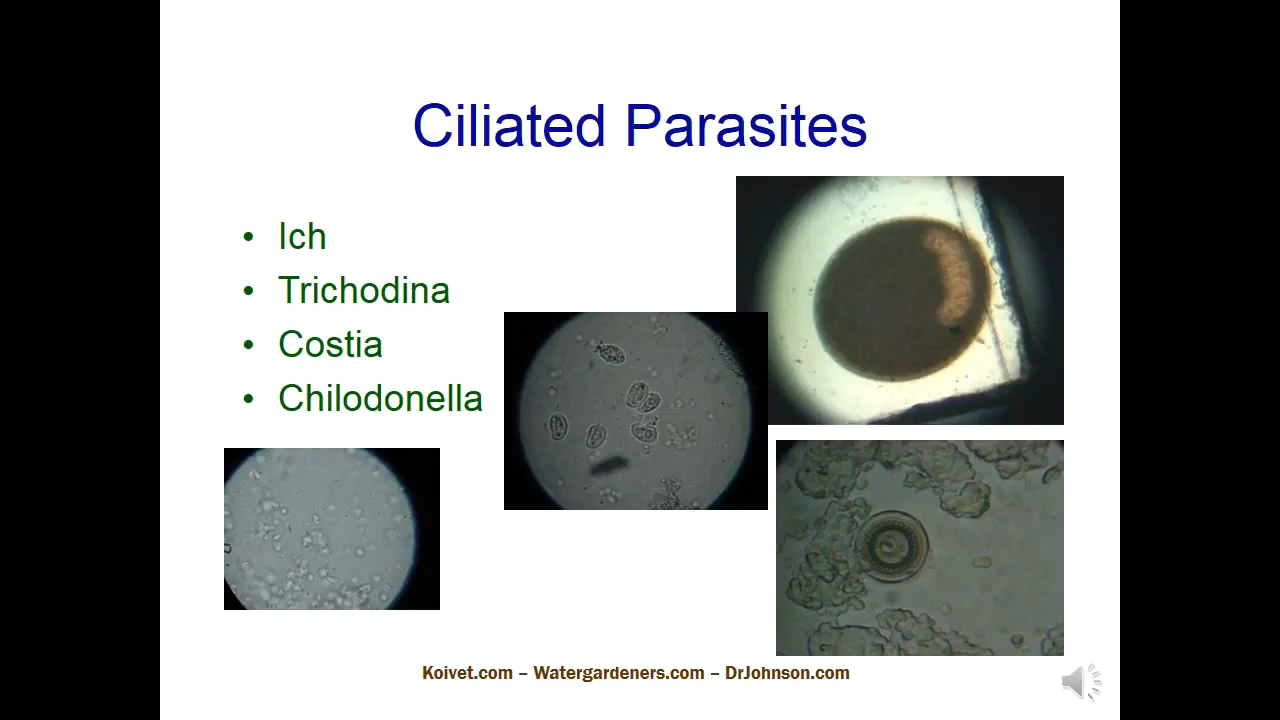 Ciliated Parasites
• Ich
• Trichodina
• Costia
• Chilodonella
Koivet.com – Watergardeners.com – DrJohnson.com